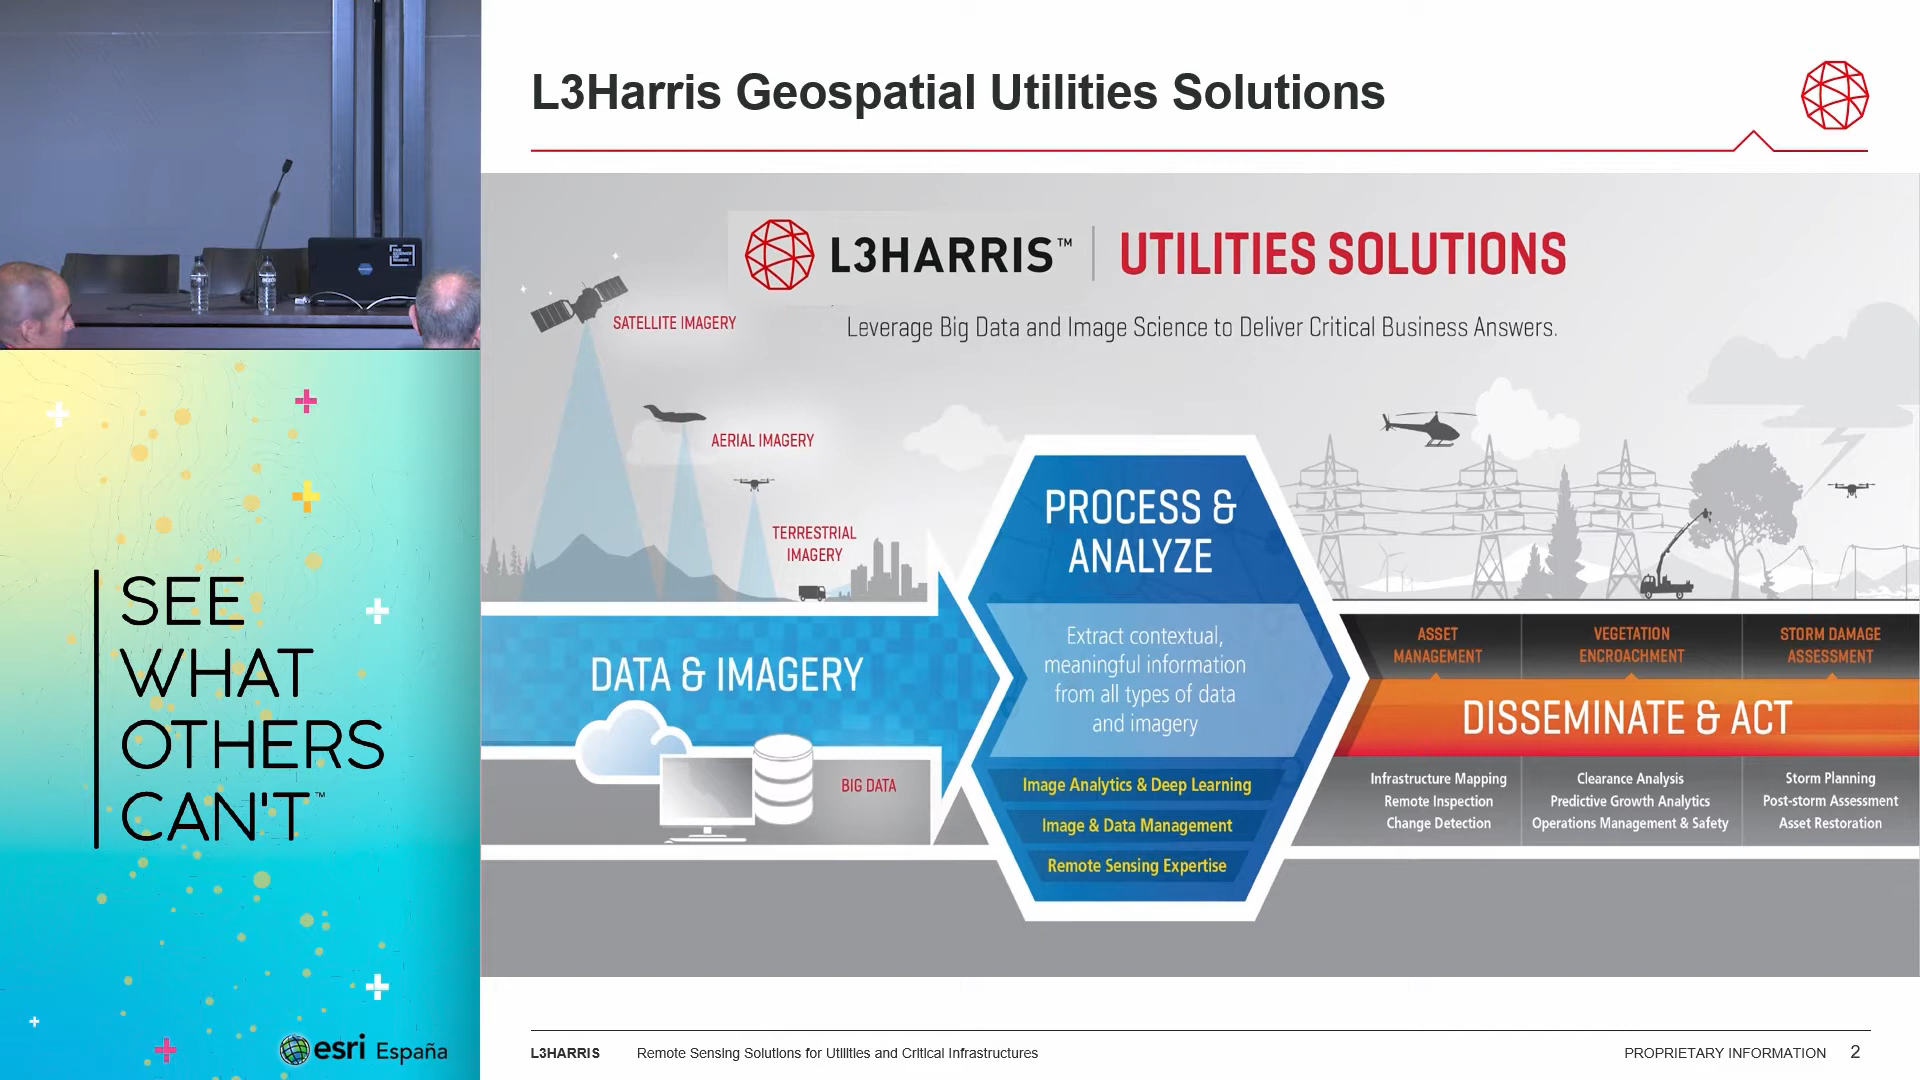 L3Harris Geospatial Utilities Solutions
L3HARRIS™ | UTILITIES SOLUTIONS
Leverage Big Data and Image Science to Deliver Critical Business Answers.
SATELLITE IMAGERY
AERIAL IMAGERY
TERRESTRIAL
IMAGERY
DATA & IMAGERY
BIG DATA
PROCESS &
ANALYZE
Extract contextual,
meaningful information
from all types of data
and imagery
Image Analytics & Deep Learning
Image & Data Management
Remote Sensing Expertise
ASSET
MANAGEMENT
VEGETATION
ENCROACHMENT
STORM DAMAGE
ASSESSMENT
DISSEMINATE & ACT
Infrastructure Mapping
Remote Inspection
Change Detection
Clearance Analysis
Predictive Growth Analytics
Operations Management & Safety
Storm Planning
Post-storm Assessment
Asset Restoration
SEE
WHAT
OTHERS
CAN'T™
esri España
L3HARRIS
Remote Sensing Solutions for Utilities and Critical Infrastructures
PROPRIETARY INFORMATION 2